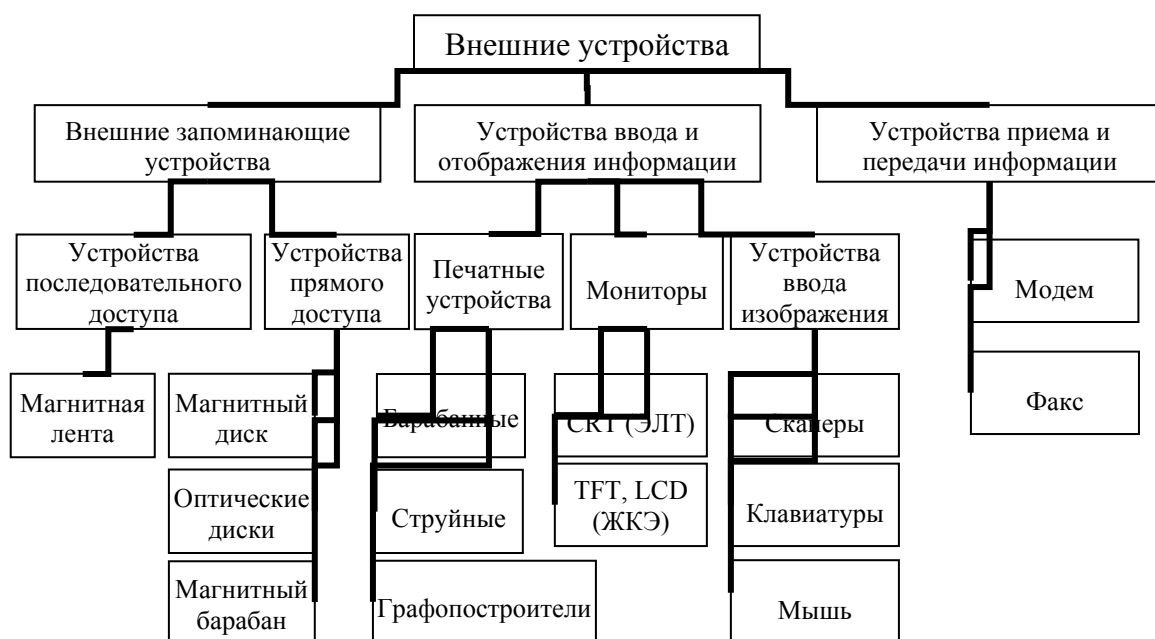 Внешние устройства
Внешние запоминающие
устройства
Устройства ввода и
отображения информации
Устройства приема и
передачи информации
Устройства
последовательного
доступа
Устройства
прямого
доступа
Печатные
устройства
Мониторы
Устройства
ввода
изображения
Модем
Магнитная
лента
Магнитный
диск
Барабанные
CRT (ЭЛТ)
Сканеры
Факс
Оптические
диски
Струйные
TFT, LCD
(ЖКЭ)
Клавиатуры
Магнитный
барабан
Графопостроители
Мышь